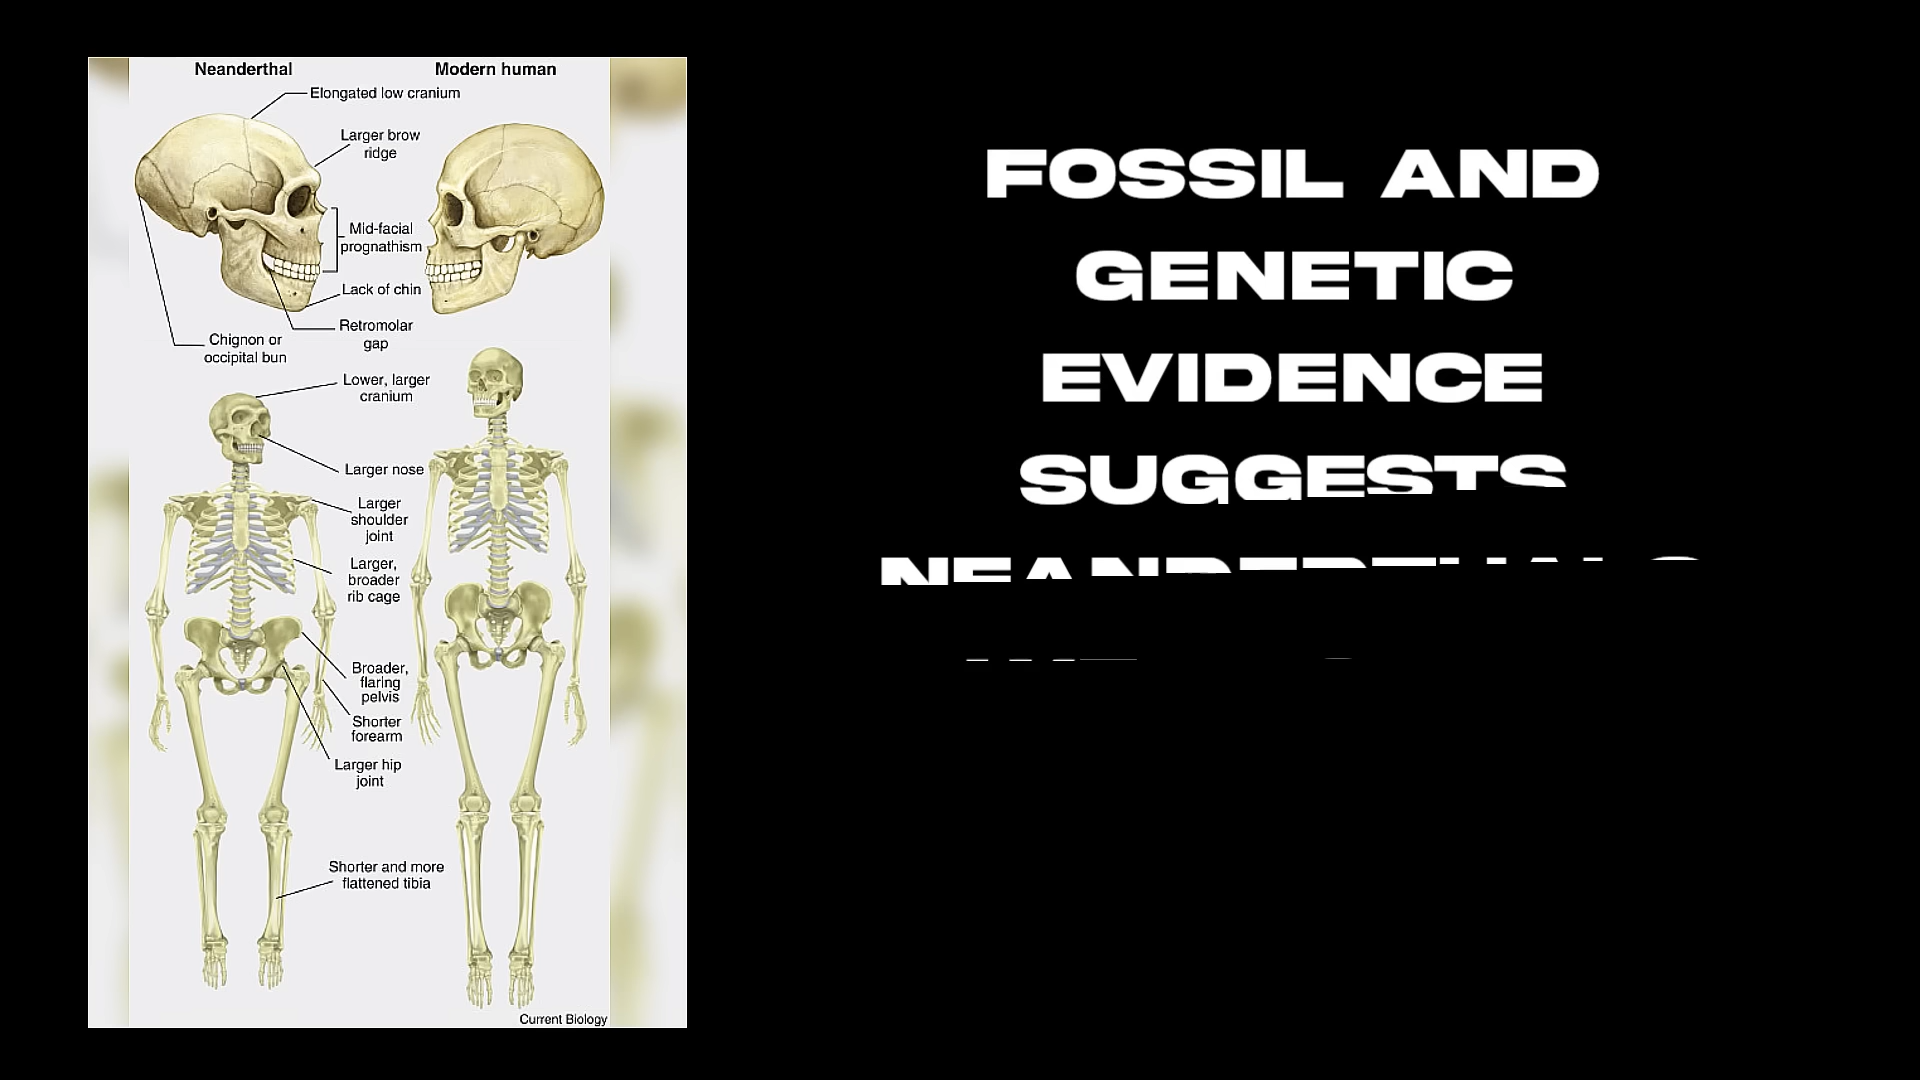 Neanderthal
Modern human
Elongated low cranium
Larger brow
ridge
Mid-facial
prognathism
Lack of chin
Retromolar
gap
Chignon or
occipital bun
Lower, larger
cranium
Larger nose
Larger
shoulder
joint
Larger,
broader
rib cage
Broader,
flaring
pelvis
Shorter
forearm
Larger hip
joint
Shorter and more
flattened tibia
Current Biology
FOSSIL AND
GENETIC
EVIDENCE
SUGGESTS
NEANDERTHALS